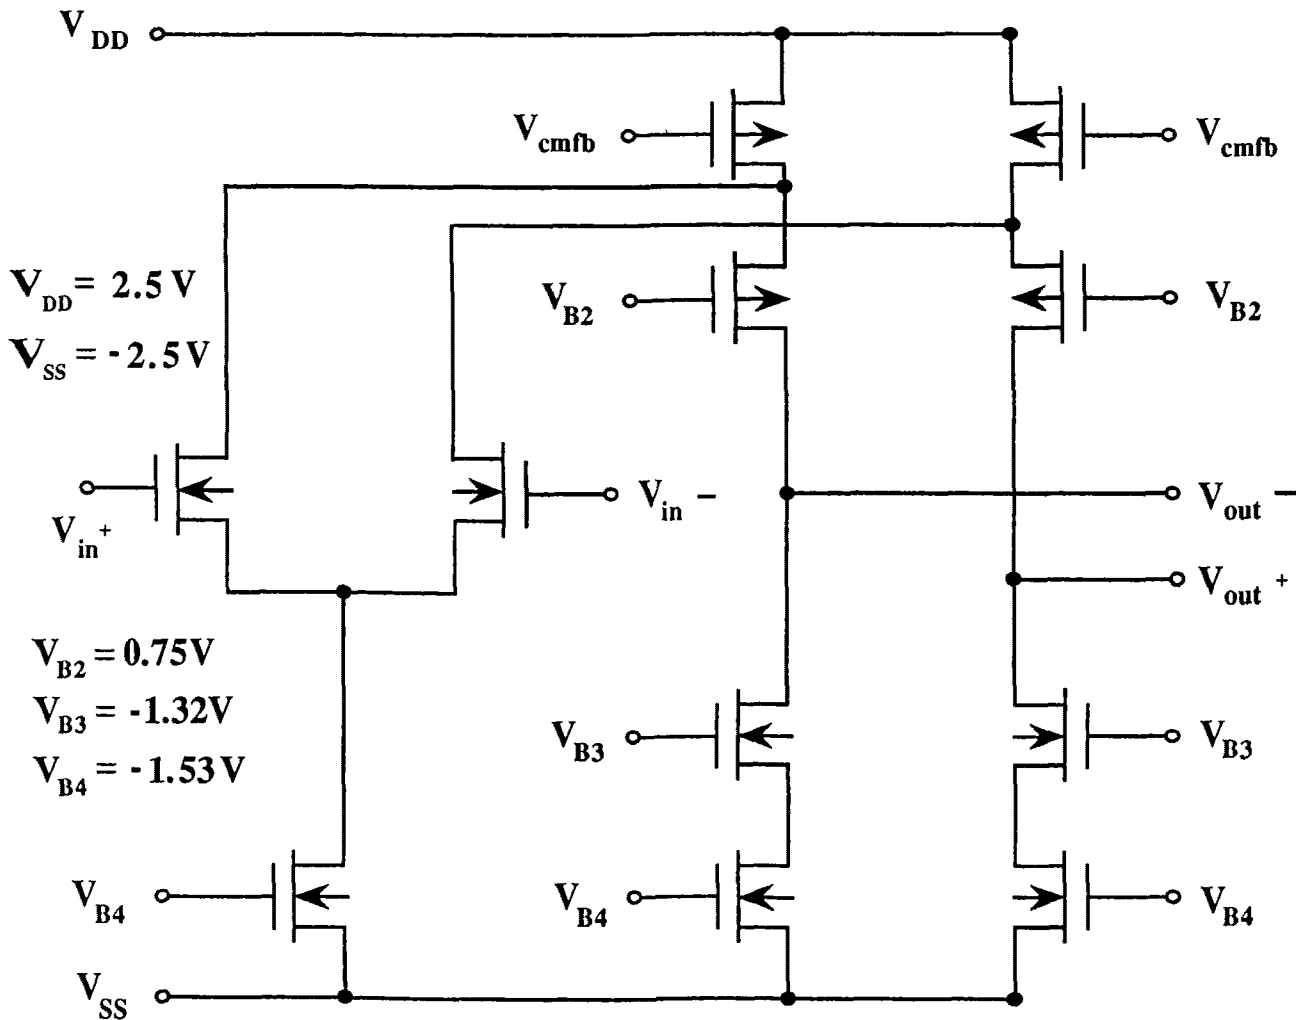 V_DD
V_cmfb
V_cmfb
V_DD = 2.5 V
V_B2
V_B2
V_SS = -2.5 V
V_in+
V_in −
V_out −
V_out +
V_B2 = 0.75V
V_B3 = -1.32V
V_B3
V_B3
V_B4 = -1.53 V
V_B4
V_B4
V_B4
V_SS